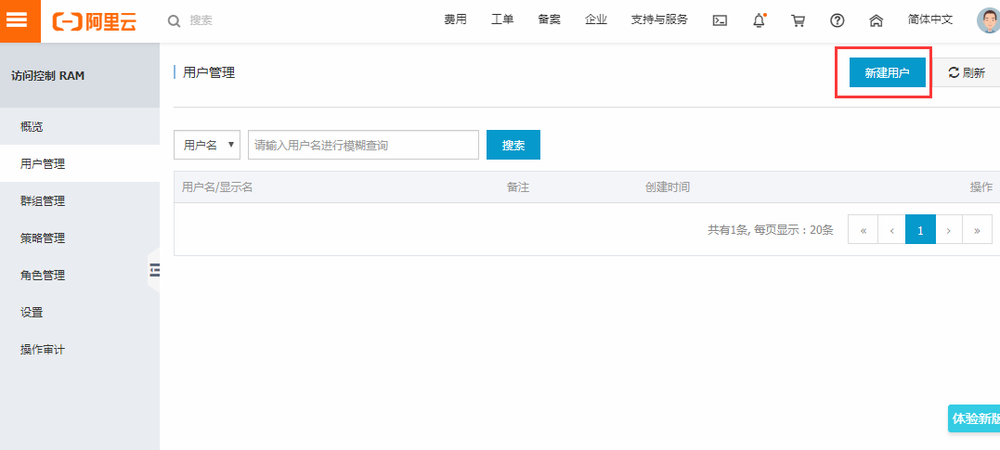 阿里云 搜索 费用 工单 备案 企业 支持与服务 简体中文
访问控制 RAM
概览
用户管理
群组管理
策略管理
角色管理
设置
操作审计
用户管理 新建用户 刷新
用户名 请输入用户名进行模糊查询 搜索
用户名/显示名 备注 创建时间 操作
共有1条, 每页显示：20条 « ‹ 1 › »
体验新版